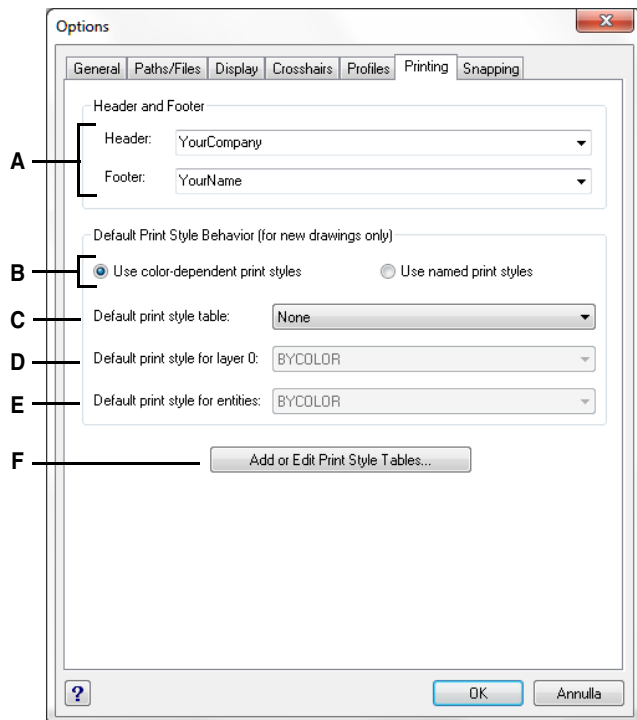 Options
General Paths/Files Display Crosshairs Profiles Printing Snapping
Header and Footer
A
Header: YourCompany
Footer: YourName
Default Print Style Behavior (for new drawings only)
B Use color-dependent print styles Use named print styles
C Default print style table: None
D Default print style for layer 0: BYCOLOR
E Default print style for entities: BYCOLOR
F Add or Edit Print Style Tables...
? OK Annulla